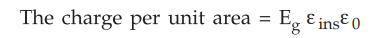 The charge per unit area = E_g ε_ins ε_0